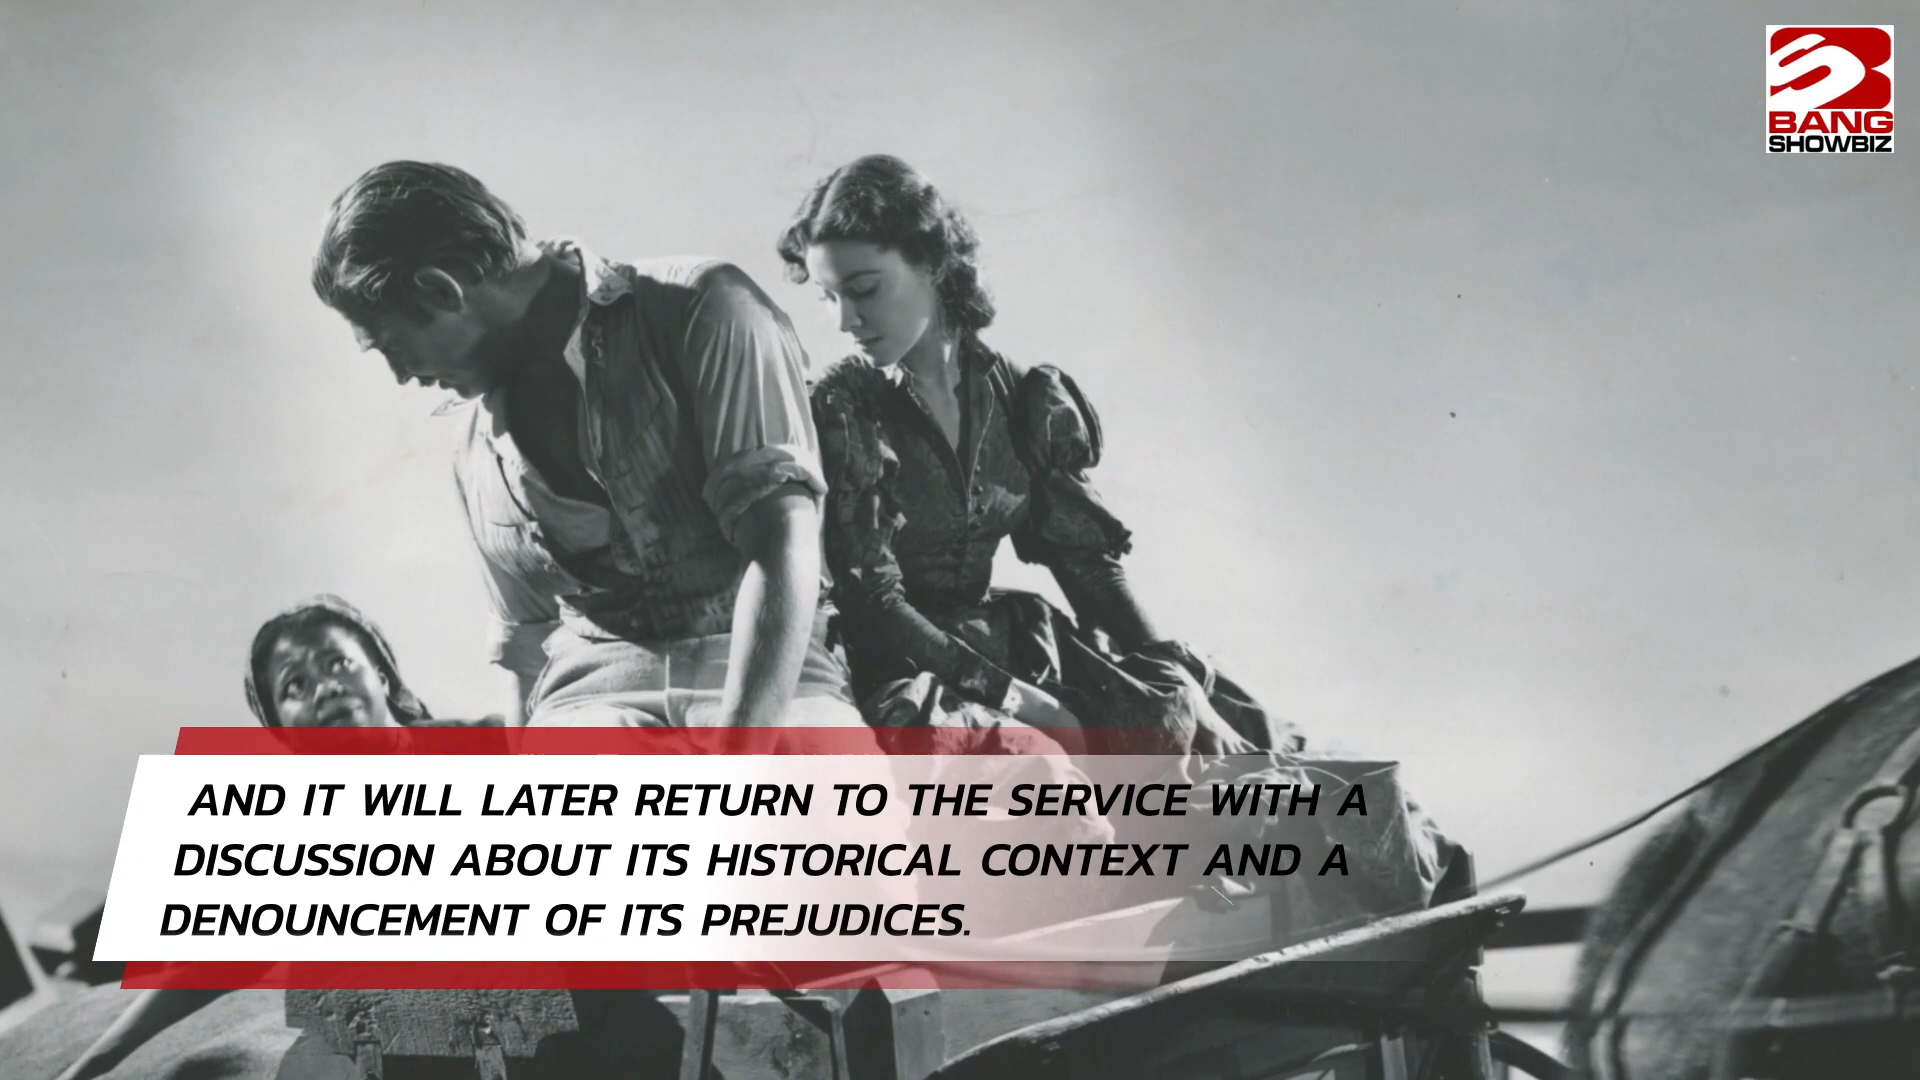 BANG
SHOWBIZ
AND IT WILL LATER RETURN TO THE SERVICE WITH A
DISCUSSION ABOUT ITS HISTORICAL CONTEXT AND A
DENOUNCEMENT OF ITS PREJUDICES.